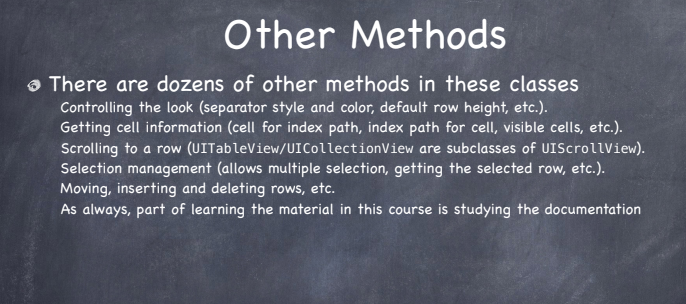 Other Methods
There are dozens of other methods in these classes
Controlling the look (separator style and color, default row height, etc.).
Getting cell information (cell for index path, index path for cell, visible cells, etc.).
Scrolling to a row (UITableView/UICollectionView are subclasses of UIScrollView).
Selection management (allows multiple selection, getting the selected row, etc.).
Moving, inserting and deleting rows, etc.
As always, part of learning the material in this course is studying the documentation